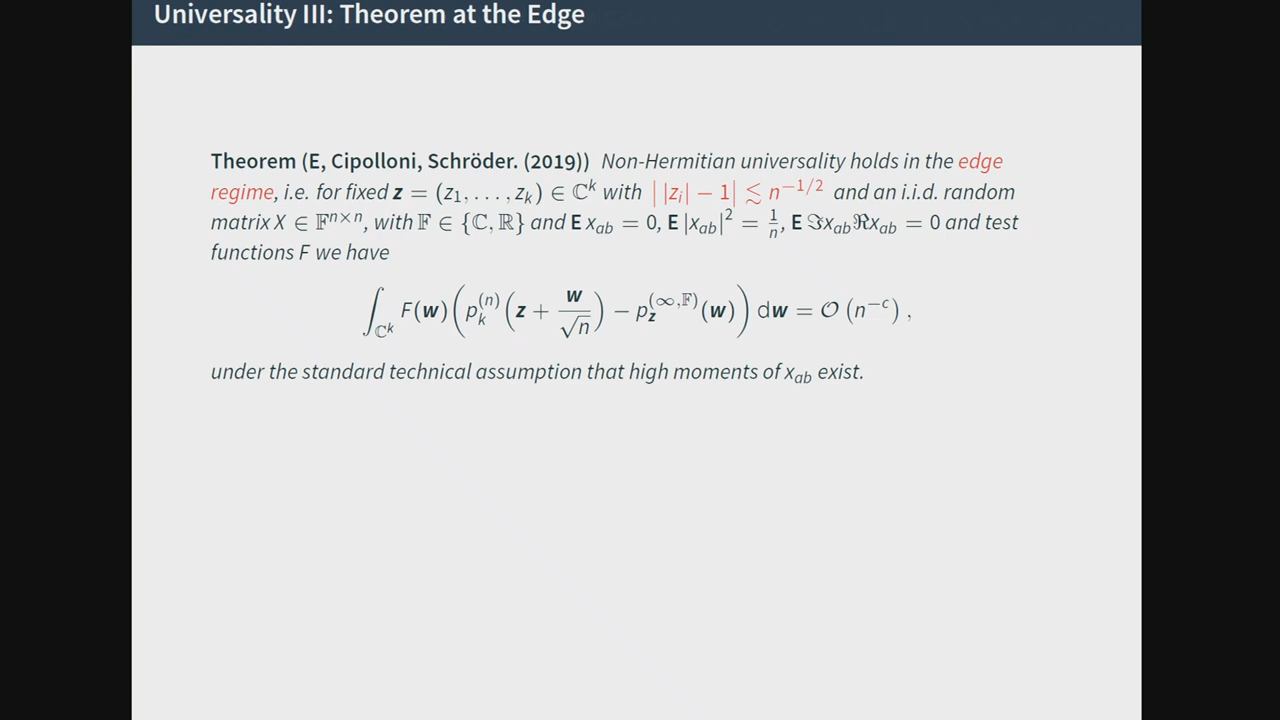 Universality III: Theorem at the Edge
Theorem (E, Cipolloni, Schröder. (2019)) Non-Hermitian universality holds in the edge
regime, i.e. for fixed z = (z₁, . . . , zₖ) ∈ ℂᵏ with | |zᵢ| − 1| ≲ n^{−1/2} and an i.i.d. random
matrix X ∈ 𝔽^{n×n}, with 𝔽 ∈ {ℂ, ℝ} and E x_{ab} = 0, E |x_{ab}|² = 1/n, E ℑx_{ab}ℜx_{ab} = 0 and test
functions F we have
∫_{ℂᵏ} F(w) ( p_k^{(n)} ( z + w/√n ) − p_z^{(∞,𝔽)}(w) ) dw = 𝒪 (n^{−c}) ,
under the standard technical assumption that high moments of x_{ab} exist.